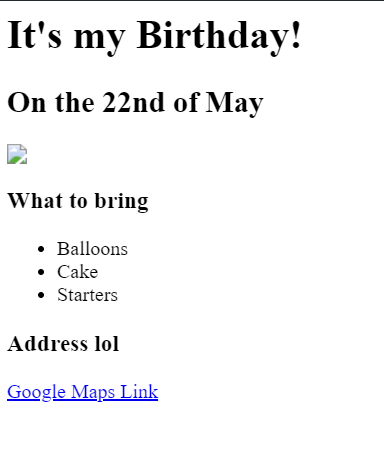 It's my Birthday!
On the 22nd of May
What to bring
Balloons
Cake
Starters
Address lol
Google Maps Link